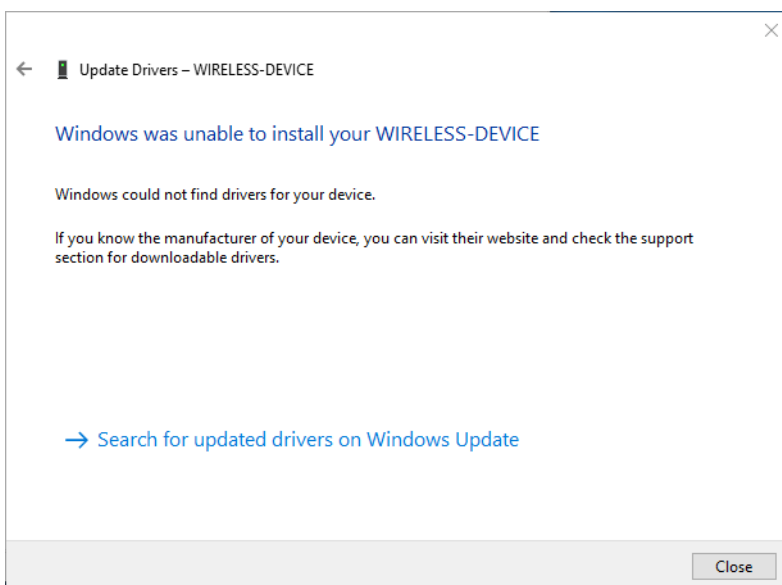 Update Drivers – WIRELESS-DEVICE
Windows was unable to install your WIRELESS-DEVICE
Windows could not find drivers for your device.
If you know the manufacturer of your device, you can visit their website and check the support
section for downloadable drivers.
Search for updated drivers on Windows Update
Close